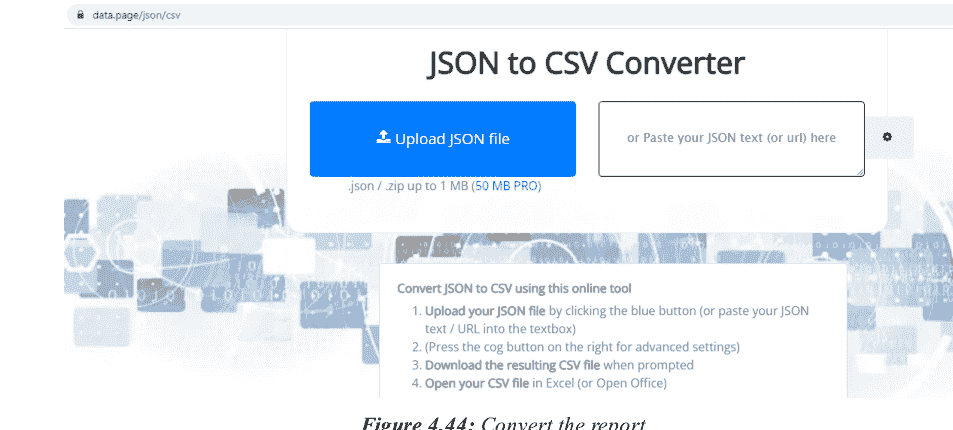 data.page/json/csv
JSON to CSV Converter
Upload JSON file
or Paste your JSON text (or url) here
.json / .zip up to 1 MB (50 MB PRO)
Convert JSON to CSV using this online tool
1. Upload your JSON file by clicking the blue button (or paste your JSON
text / URL into the textbox)
2. (Press the cog button on the right for advanced settings)
3. Download the resulting CSV file when prompted
4. Open your CSV file in Excel (or Open Office)
Figure 4.44: Convert the report